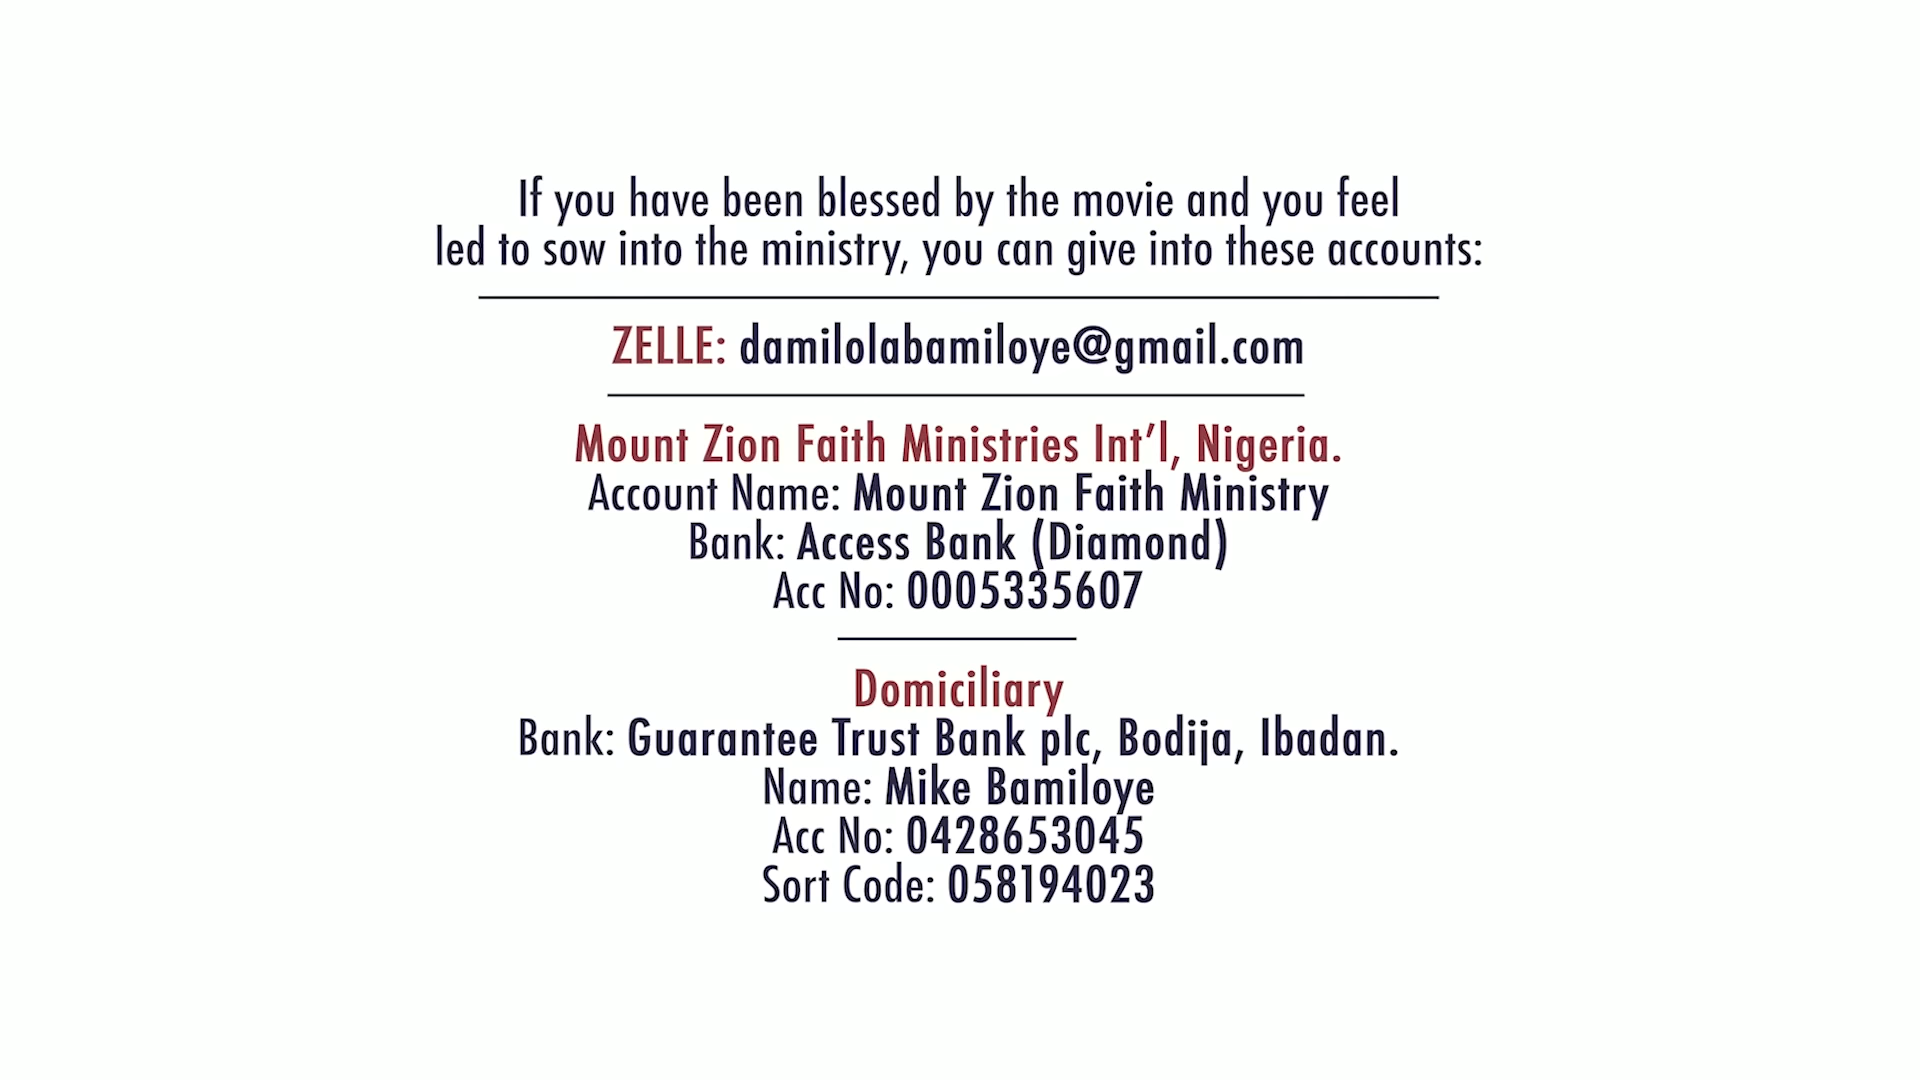 If you have been blessed by the movie and you feel
led to sow into the ministry, you can give into these accounts:
ZELLE: damilolabamiloye@gmail.com
Mount Zion Faith Ministries Int'l, Nigeria.
Account Name: Mount Zion Faith Ministry
Bank: Access Bank (Diamond)
Acc No: 0005335607
Domiciliary
Bank: Guarantee Trust Bank plc, Bodija, Ibadan.
Name: Mike Bamiloye
Acc No: 0428653045
Sort Code: 058194023